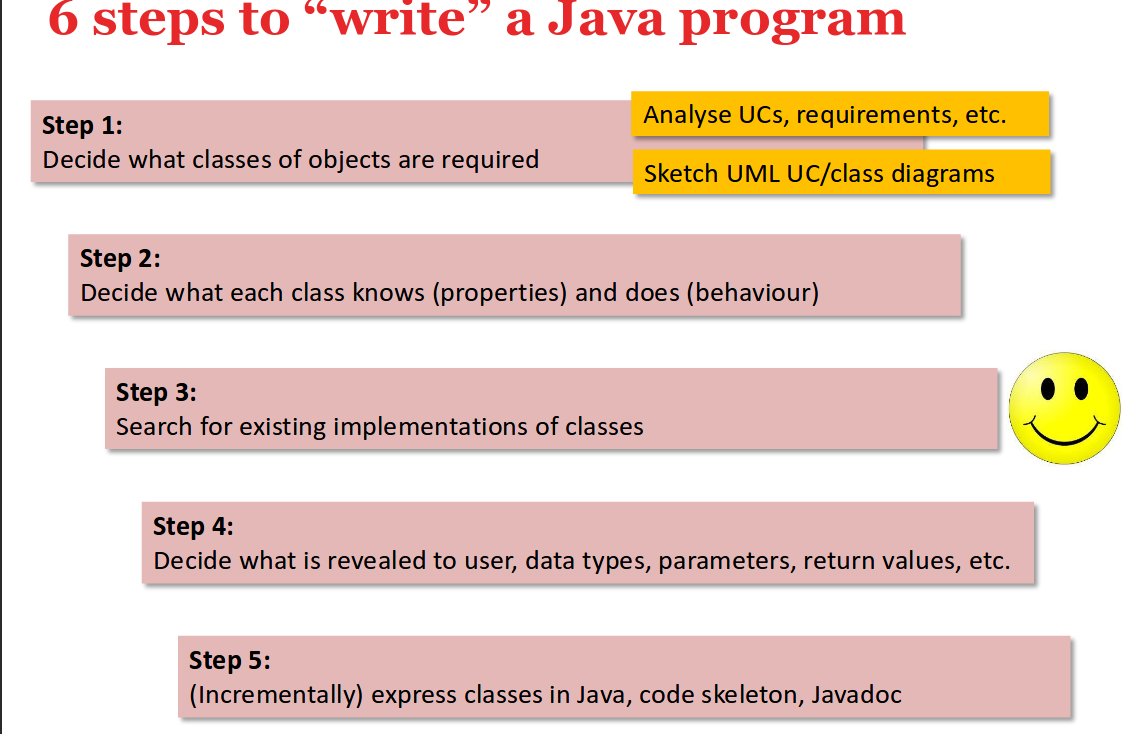 6 steps to “write” a Java program
Step 1:
Decide what classes of objects are required
Analyse UCs, requirements, etc.
Sketch UML UC/class diagrams
Step 2:
Decide what each class knows (properties) and does (behaviour)
Step 3:
Search for existing implementations of classes
Step 4:
Decide what is revealed to user, data types, parameters, return values, etc.
Step 5:
(Incrementally) express classes in Java, code skeleton, Javadoc